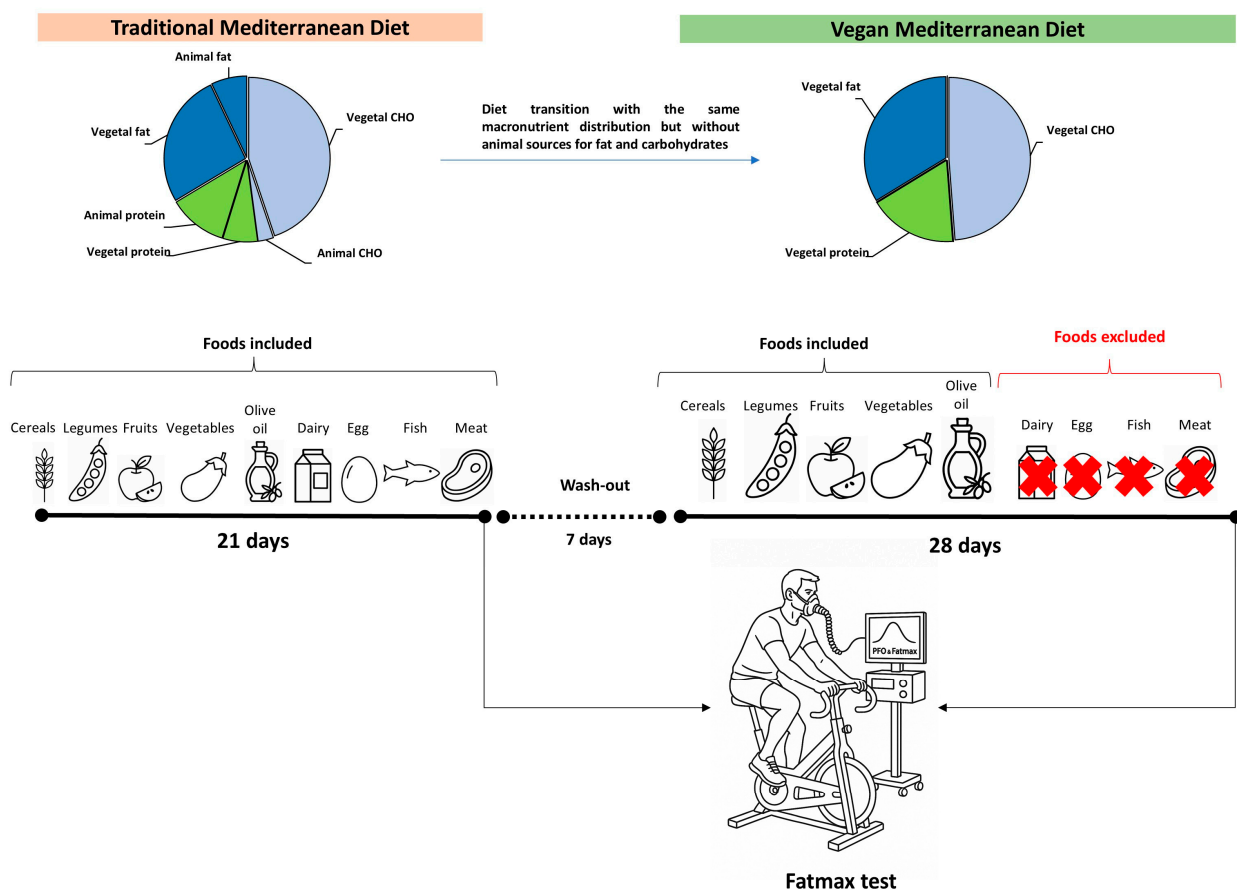 Traditional Mediterranean Diet
Vegan Mediterranean Diet
Animal fat
Vegetal fat
Vegetal CHO
Animal protein
Vegetal protein
Animal CHO
Diet transition with the same
macronutrient distribution but without
animal sources for fat and carbohydrates
Vegetal fat
Vegetal CHO
Vegetal protein
Foods included
Cereals
Legumes
Fruits
Vegetables
Olive
oil
Dairy
Egg
Fish
Meat
21 days
Wash-out
7 days
Foods included
Foods excluded
Cereals
Legumes
Fruits
Vegetables
Olive
oil
Dairy
Egg
Fish
Meat
28 days
PFO & Fatmax
Fatmax test